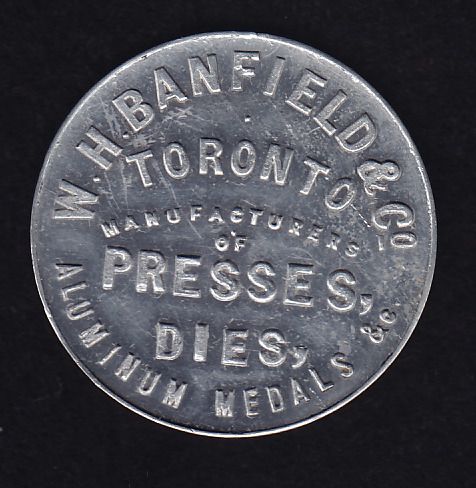 W. H. BANFIELD & Co
TORONTO
MANUFACTURERS
OF
PRESSES,
DIES,
ALUMINUM MEDALS &c.